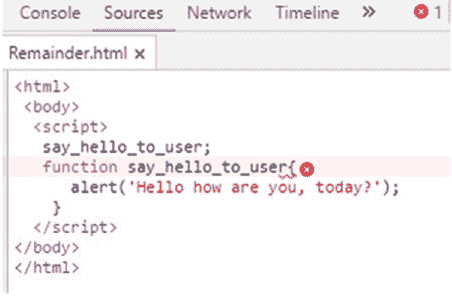 Console Sources Network Timeline » 1
Remainder.html ×
<html>
<body>
<script>
say_hello_to_user;
function say_hello_to_user{
alert('Hello how are you, today?');
}
</script>
</body>
</html>